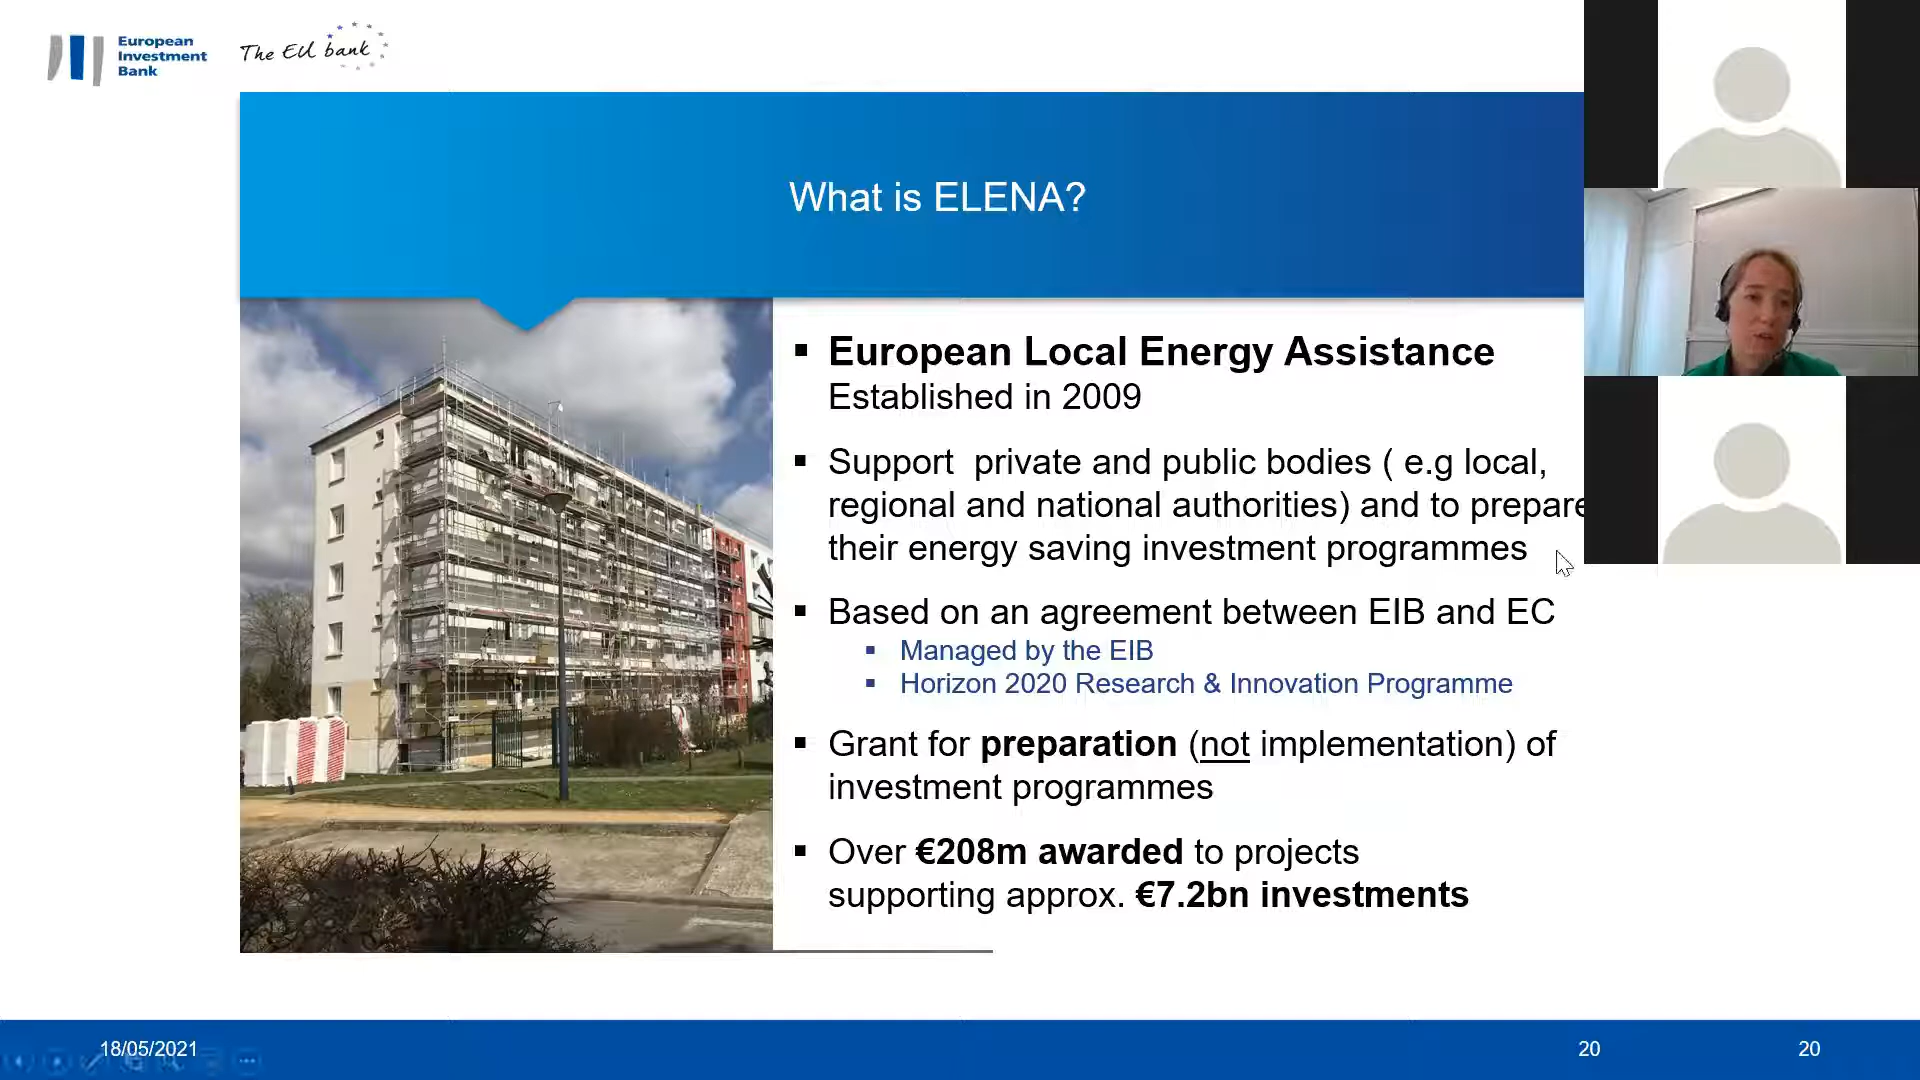 European
Investment
Bank
The EU bank
What is ELENA?
▪ European Local Energy Assistance
Established in 2009
▪ Support  private and public bodies ( e.g local,
regional and national authorities) and to prepare
their energy saving investment programmes
▪ Based on an agreement between EIB and EC
▪ Managed by the EIB
▪ Horizon 2020 Research & Innovation Programme
▪ Grant for preparation (not implementation) of
investment programmes
▪ Over €208m awarded to projects
supporting approx. €7.2bn investments
18/05/2021
20
20